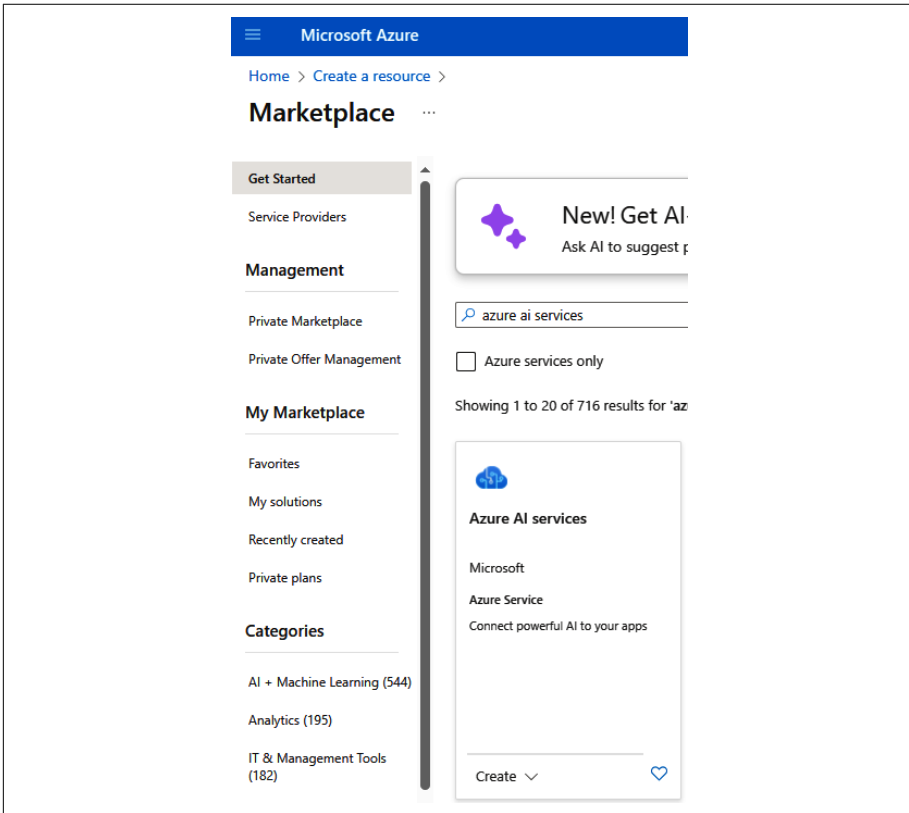 Microsoft Azure
Home > Create a resource >
Marketplace ...
Get Started
Service Providers
Management
Private Marketplace
Private Offer Management
My Marketplace
Favorites
My solutions
Recently created
Private plans
Categories
AI + Machine Learning (544)
Analytics (195)
IT & Management Tools
(182)
New! Get AI-
Ask AI to suggest p
azure ai services
Azure services only
Showing 1 to 20 of 716 results for 'az
Azure AI services
Microsoft
Azure Service
Connect powerful AI to your apps
Create